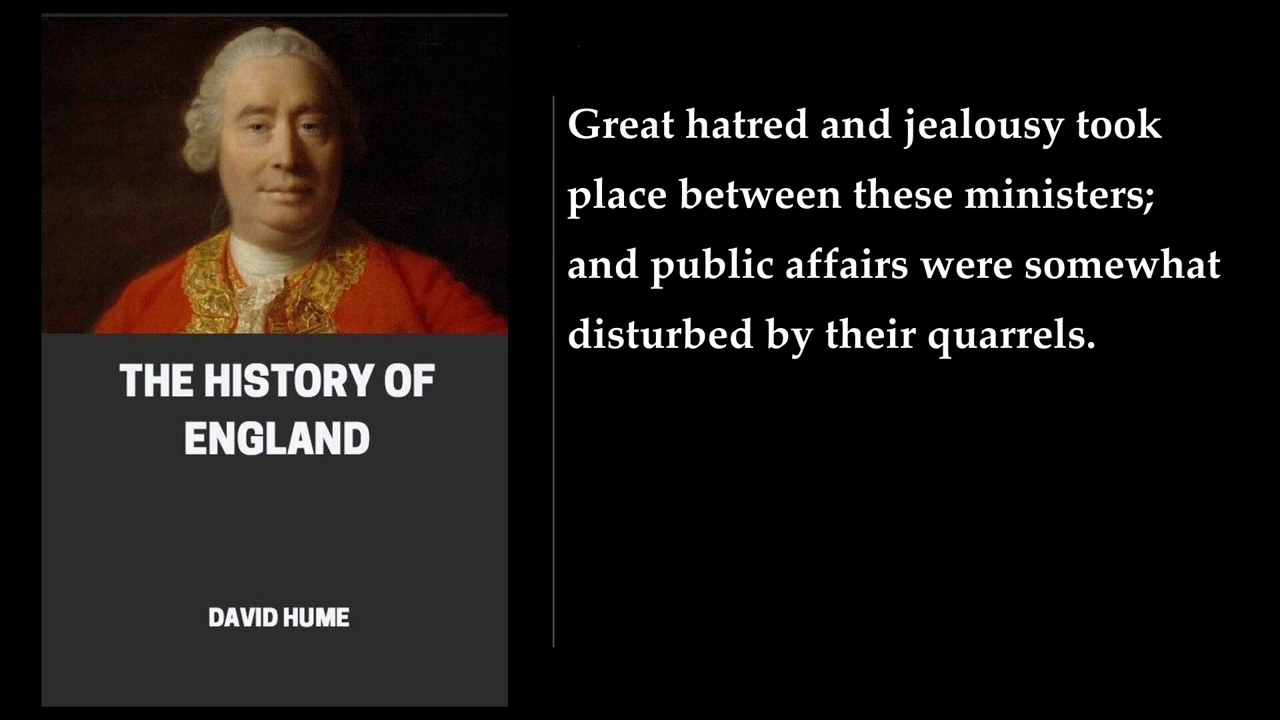 THE HISTORY OF
ENGLAND
DAVID HUME
Great hatred and jealousy took
place between these ministers;
and public affairs were somewhat
disturbed by their quarrels.